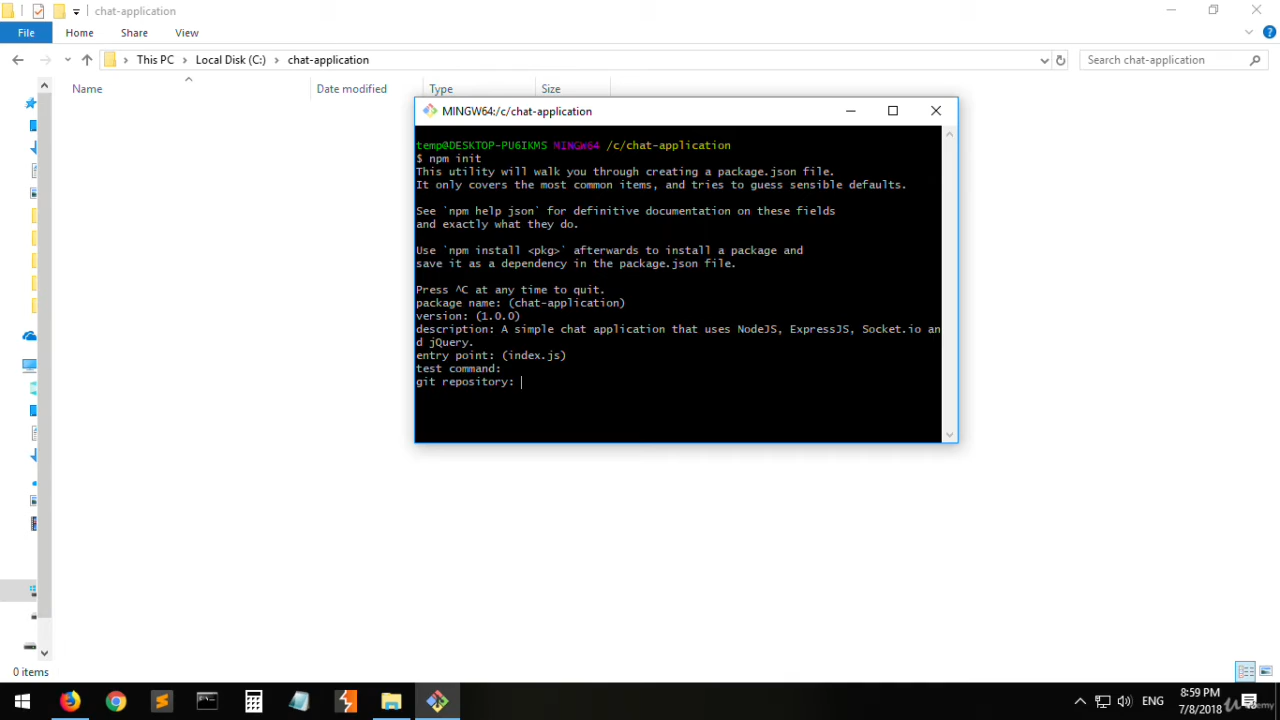 chat-application
File
Home
Share
View
This PC
Local Disk (C:)
chat-application
Search chat-application
Name
Date modified
Type
Size
MINGW64:/c/chat-application
temp@DESKTOP-PU6IKMS MINGW64 /c/chat-application
$ npm init
This utility will walk you through creating a package.json file.
It only covers the most common items, and tries to guess sensible defaults.
See `npm help json` for definitive documentation on these fields
and exactly what they do.
Use `npm install <pkg>` afterwards to install a package and
save it as a dependency in the package.json file.
Press ^C at any time to quit.
package name: (chat-application)
version: (1.0.0)
description: A simple chat application that uses NodeJS, ExpressJS, Socket.io an
d jQuery.
entry point: (index.js)
test command:
git repository:
0 items
ENG
8:59 PM
7/8/2018